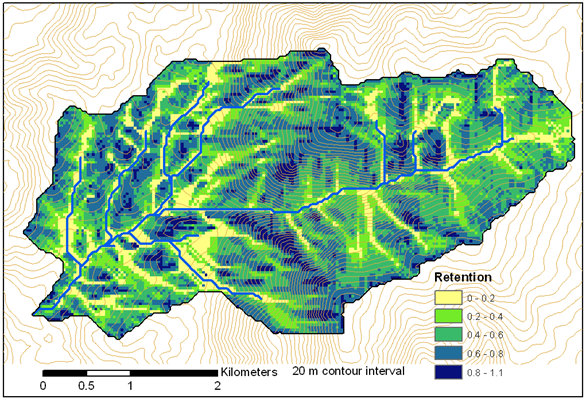 Retention
0 - 0.2
0.2 - 0.4
0.4 - 0.6
0.6 - 0.8
0.8 - 1.1
Kilometers 20 m contour interval
0 0.5 1 2